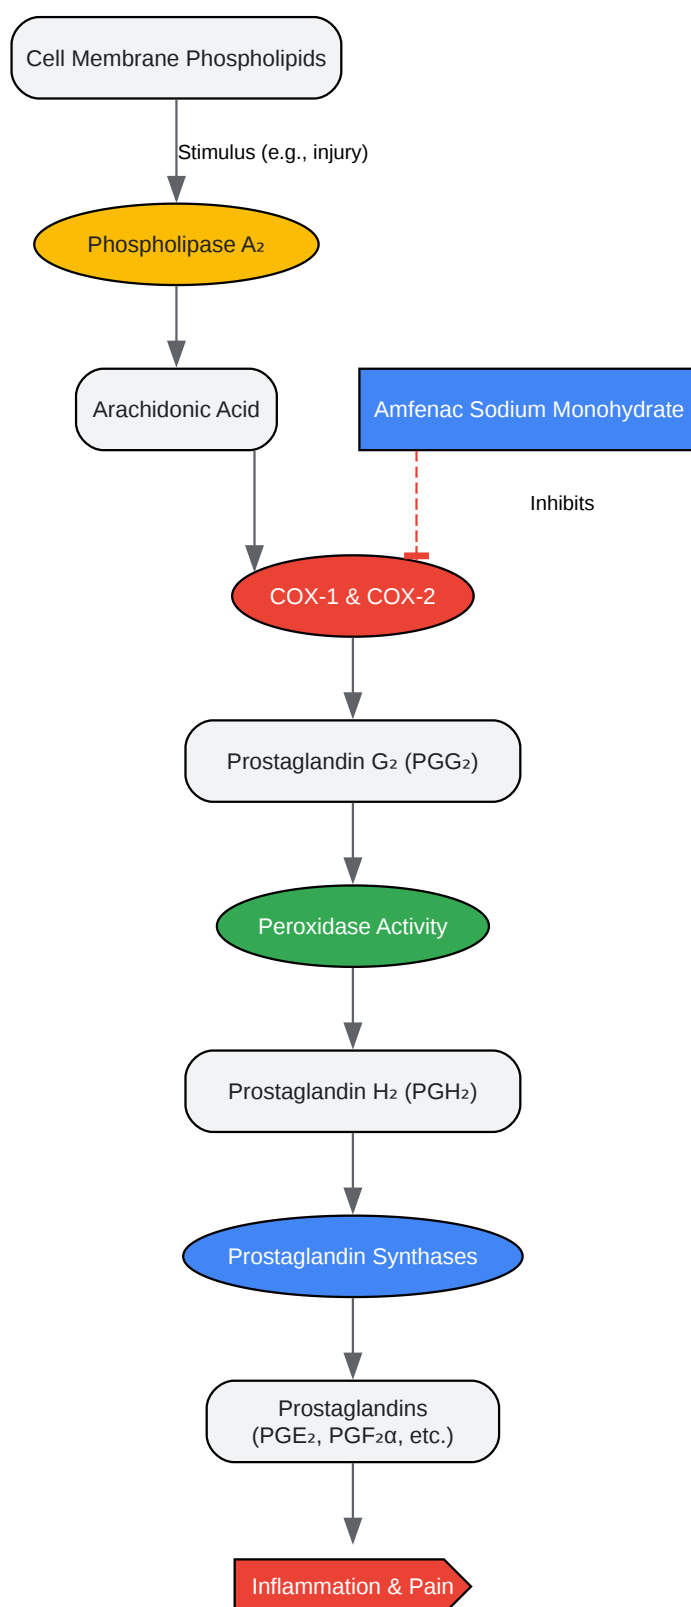 Cell Membrane Phospholipids
Stimulus (e.g., injury)
Phospholipase A₂
Arachidonic Acid
Amfenac Sodium Monohydrate
Inhibits
COX-1 & COX-2
Prostaglandin G₂ (PGG₂)
Peroxidase Activity
Prostaglandin H₂ (PGH₂)
Prostaglandin Synthases
Prostaglandins
(PGE₂, PGF₂α, etc.)
Inflammation & Pain